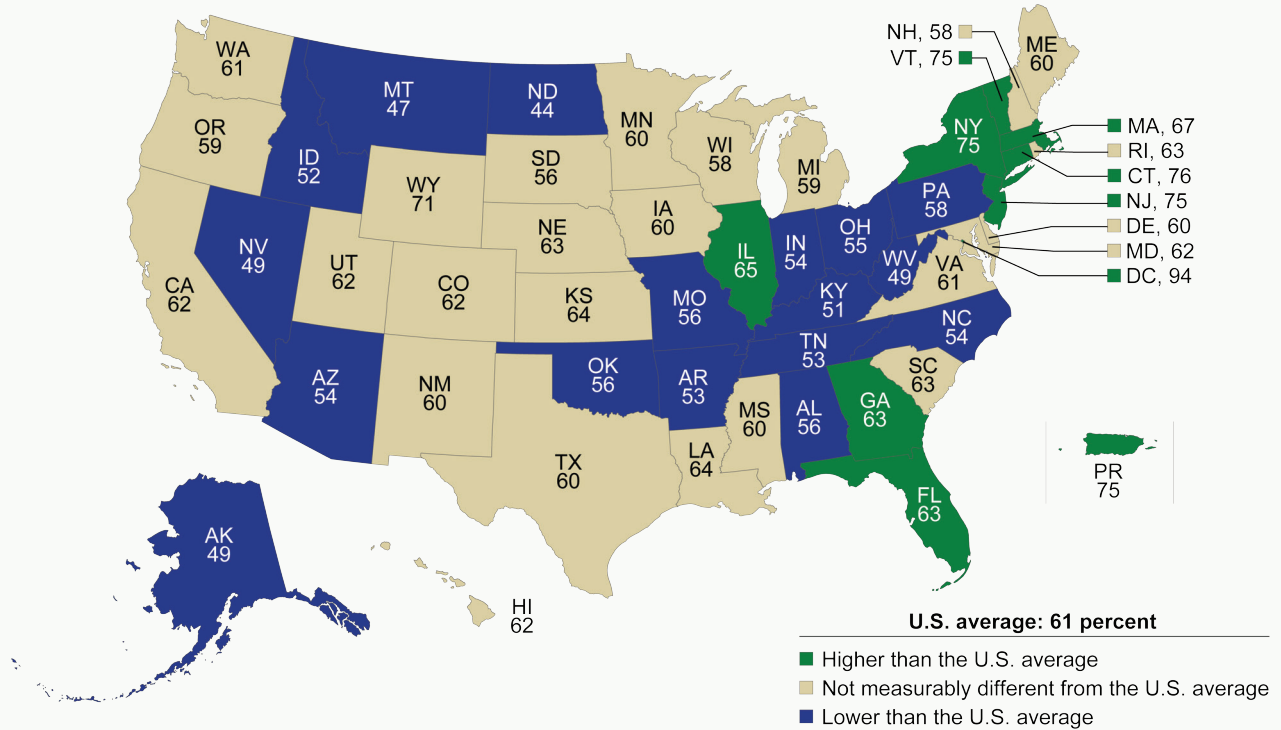 NH, 58
VT, 75
ME
60
WA
61
MT
47
ND
44
MN
60
OR
59
ID
52
SD
56
WI
58
MI
59
NY
75
MA, 67
RI, 63
CT, 76
NJ, 75
DE, 60
MD, 62
DC, 94
WY
71
IA
60
NE
63
PA
58
NV
49
UT
62
CO
62
IL
65
IN
54
OH
55
WV
49
VA
61
CA
62
KS
64
MO
56
KY
51
NC
54
TN
53
AZ
54
NM
60
OK
56
AR
53
SC
63
MS
60
AL
56
GA
63
TX
60
LA
64
FL
63
PR
75
AK
49
HI
62
U.S. average: 61 percent
Higher than the U.S. average
Not measurably different from the U.S. average
Lower than the U.S. average